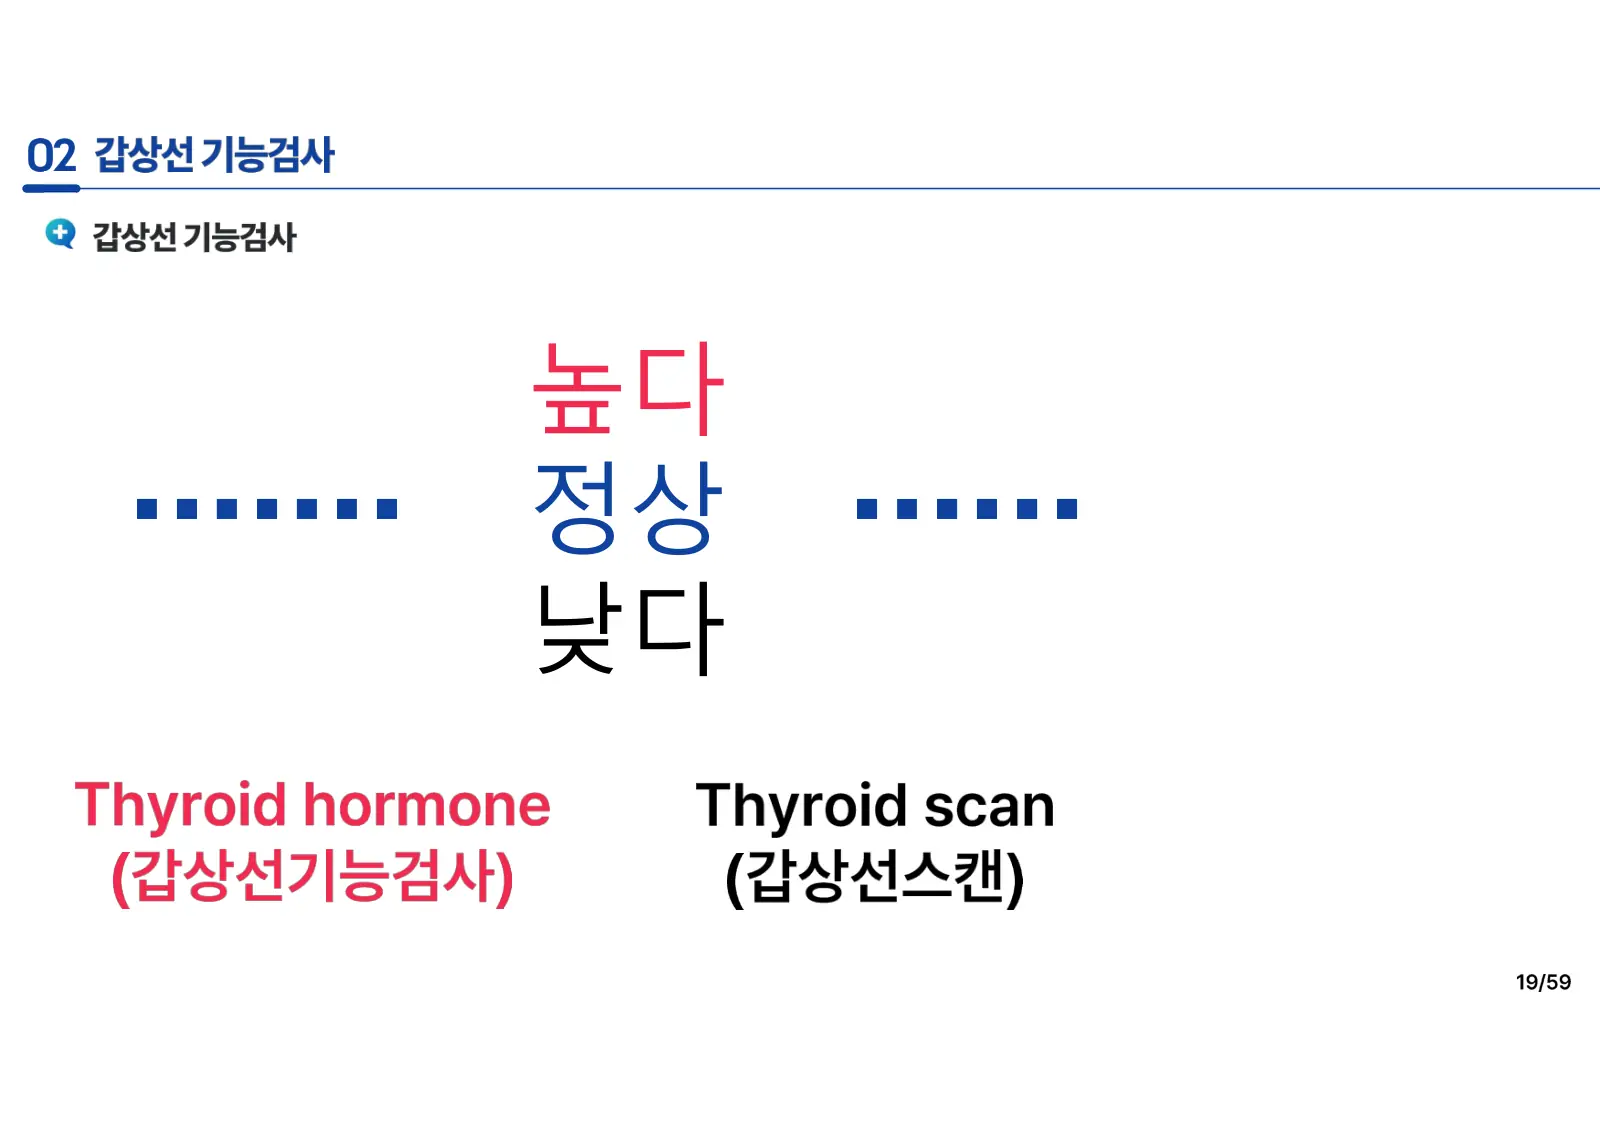 02 갑상선 기능검사
갑상선 기능검사
높다
정상
낮다
Thyroid hormone
(갑상선기능검사)
Thyroid scan
(갑상선스캔)
19/59